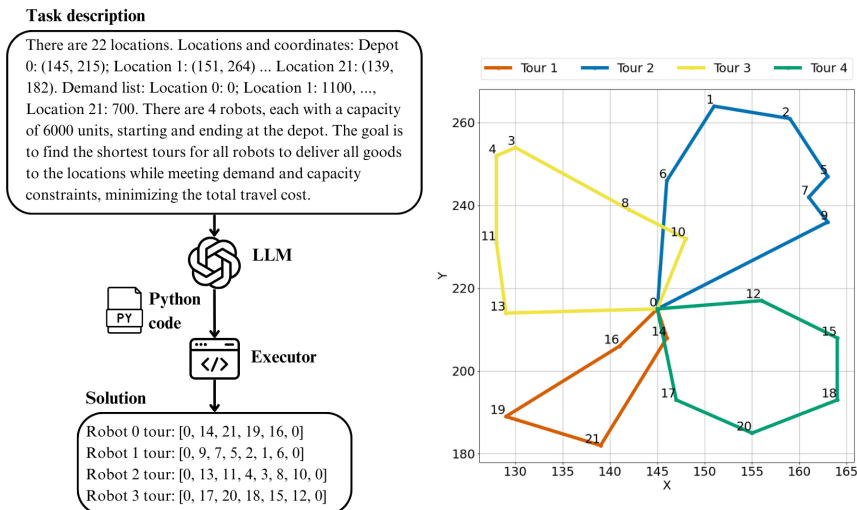 Task description
There are 22 locations. Locations and coordinates: Depot
0: (145, 215); Location 1: (151, 264) ... Location 21: (139,
182). Demand list: Location 0: 0; Location 1: 1100, ...,
Location 21: 700. There are 4 robots, each with a capacity
of 6000 units, starting and ending at the depot. The goal is
to find the shortest tours for all robots to deliver all goods
to the locations while meeting demand and capacity
constraints, minimizing the total travel cost.
LLM
PY
Python
code
</>
Executor
Solution
Robot 0 tour: [0, 14, 21, 19, 16, 0]
Robot 1 tour: [0, 9, 7, 5, 2, 1, 6, 0]
Robot 2 tour: [0, 13, 11, 4, 3, 8, 10, 0]
Robot 3 tour: [0, 17, 20, 18, 15, 12, 0]
Tour 1 Tour 2 Tour 3 Tour 4
Y
260
240
220
200
180
1
2
3
4
5
6
7
8
9
10
11
0
12
13
14
15
16
17
18
19
20
21
130 135 140 145 150 155 160 165
X